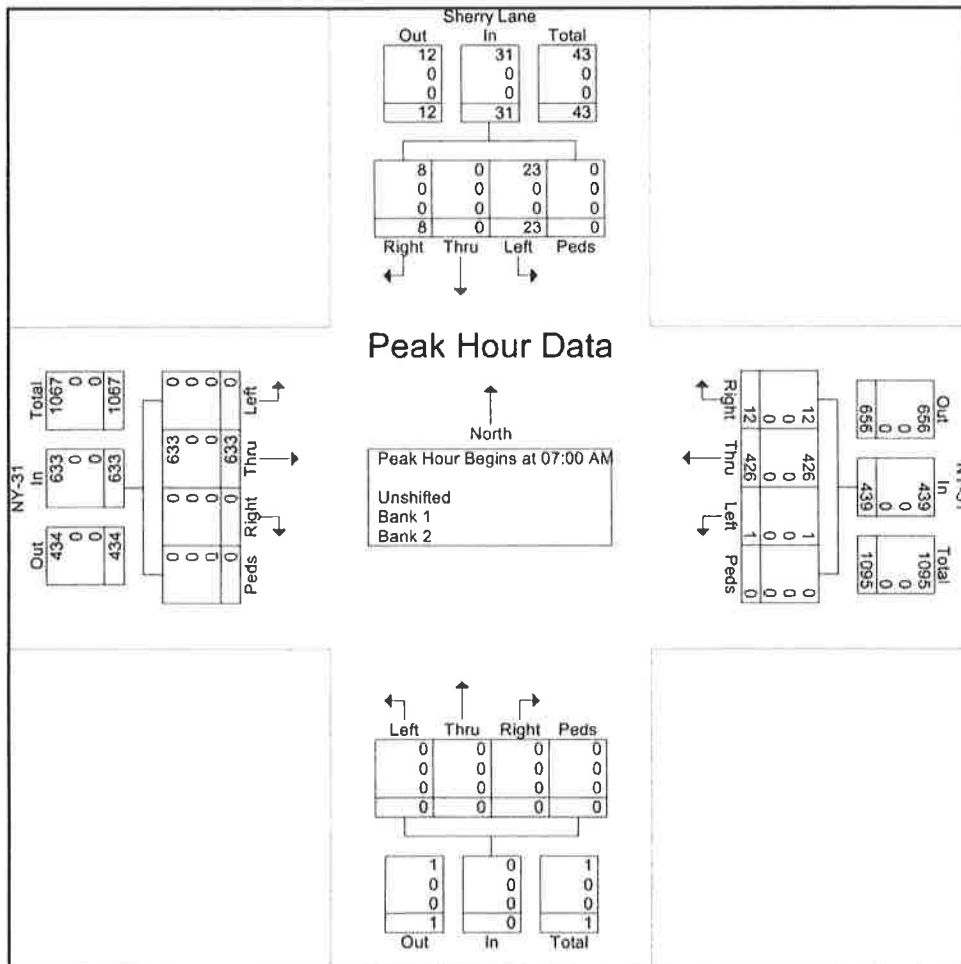 Sherry Lane
Out In Total
12 31 43
0 0 0
0 0 0
12 31 43
8 0 23 0
0 0 0 0
0 0 0 0
8 0 23 0
Right Thru Left Peds
Peak Hour Data
North
Peak Hour Begins at 07:00 AM
Unshifted
Bank 1
Bank 2
NY-31
Total
1067 0 0 1067
In
633 0 0 633
Out
434 0 0 434
Left
0 0 0 0
Thru
633 0 0 633
Right
0 0 0 0
Peds
0 0 1 0
Right
12 0 0 12
Thru
426 0 0 426
Left
1 0 0 1
Peds
0 0 0 0
Out
656 0 0 656
In
439 0 0 439
Total
1095 0 0 1095
Left Thru Right Peds
0 0 0 0
0 0 0 0
0 0 0 0
0 0 0 0
1 0 1
0 0 0
0 0 0
1 0 1
Out In Total